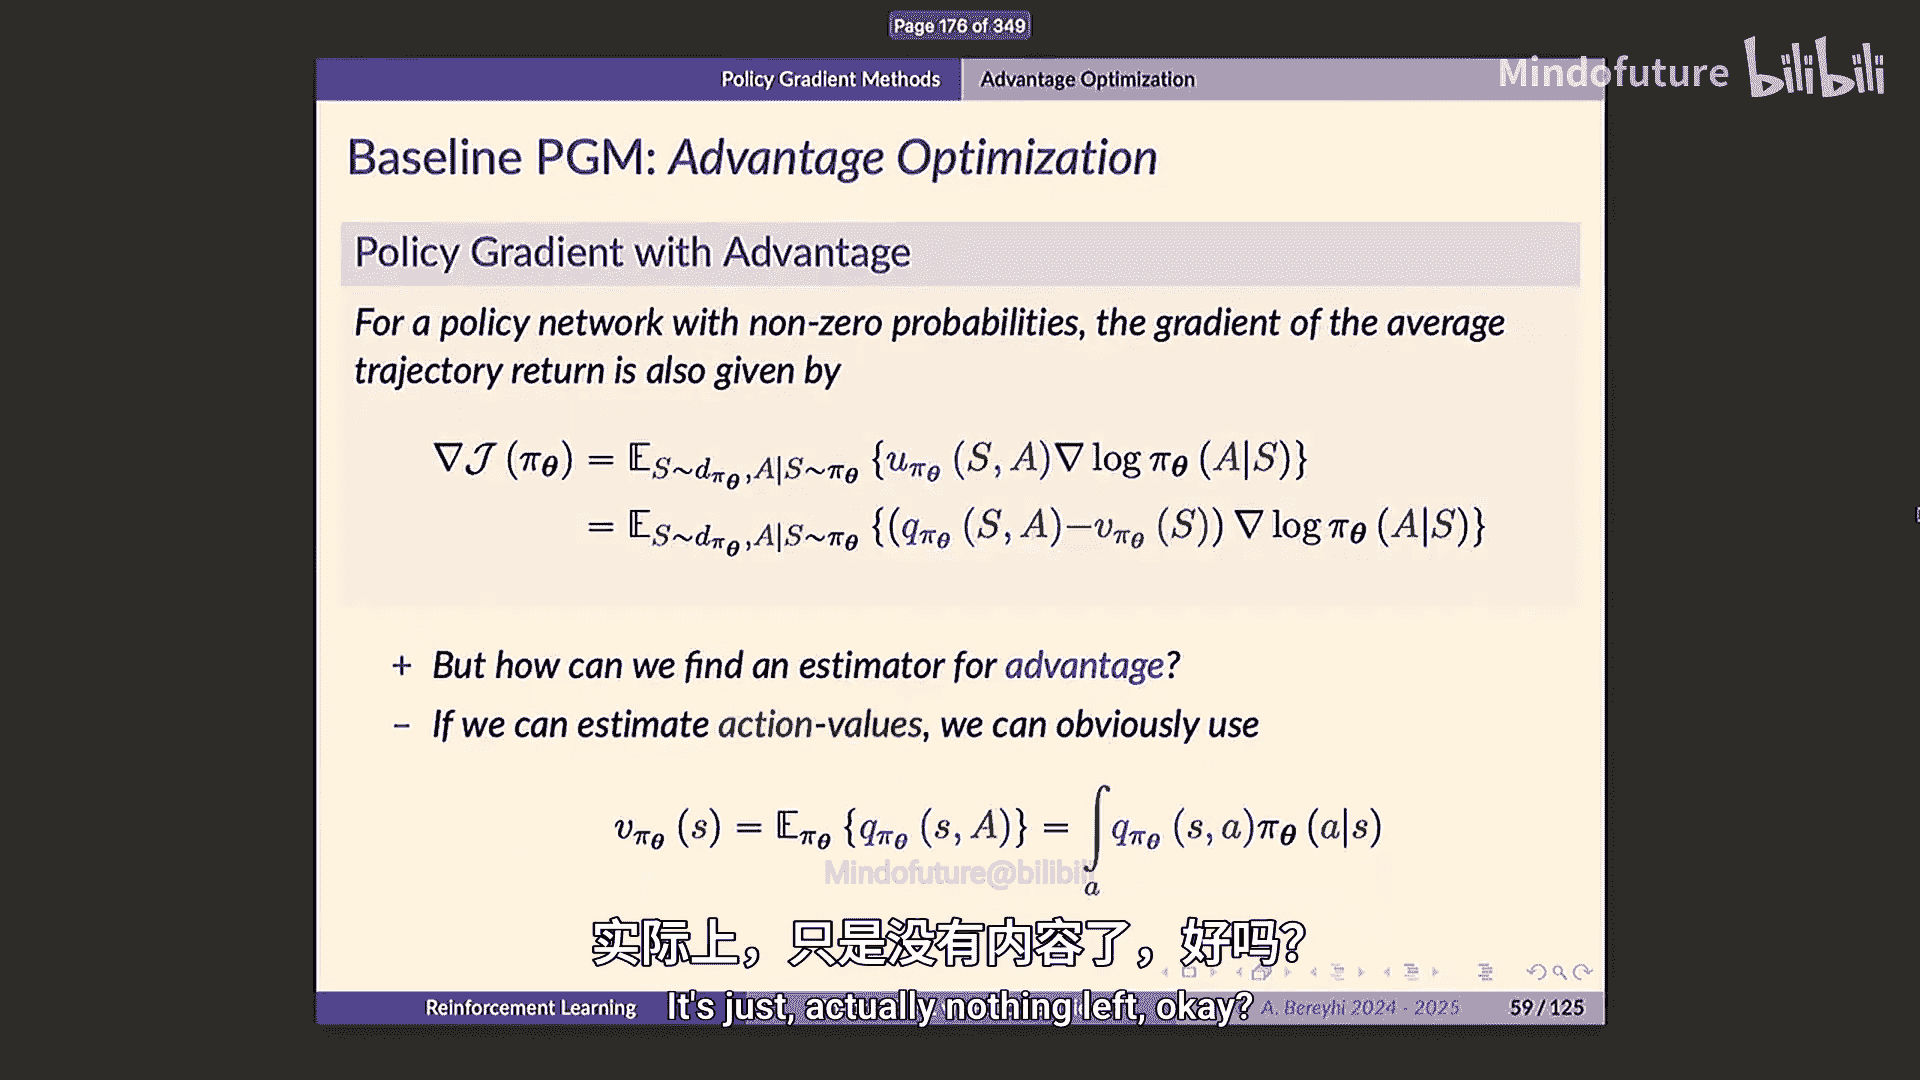 Page 176 of 349
Mindofuture bilibili
Policy Gradient Methods Advantage Optimization
Baseline PGM: Advantage Optimization
Policy Gradient with Advantage
For a policy network with non-zero probabilities, the gradient of the average
trajectory return is also given by
∇𝒥 (π_θ) = 𝔼_{S∼d_{π_θ},A|S∼π_θ} {u_{π_θ} (S, A)∇ log π_θ (A|S)}
= 𝔼_{S∼d_{π_θ},A|S∼π_θ} {(q_{π_θ} (S, A)−v_{π_θ} (S)) ∇ log π_θ (A|S)}
+ But how can we find an estimator for advantage?
− If we can estimate action-values, we can obviously use
v_{π_θ} (s) = 𝔼_{π_θ} {q_{π_θ} (s, A)} = ∫_a q_{π_θ} (s, a)π_θ (a|s)
Mindofuture@bilibili
实际上，只是没有内容了，好吗？
It's just, actually nothing left, okay?
Reinforcement Learning A. Bereyhi 2024 - 2025 59 / 125